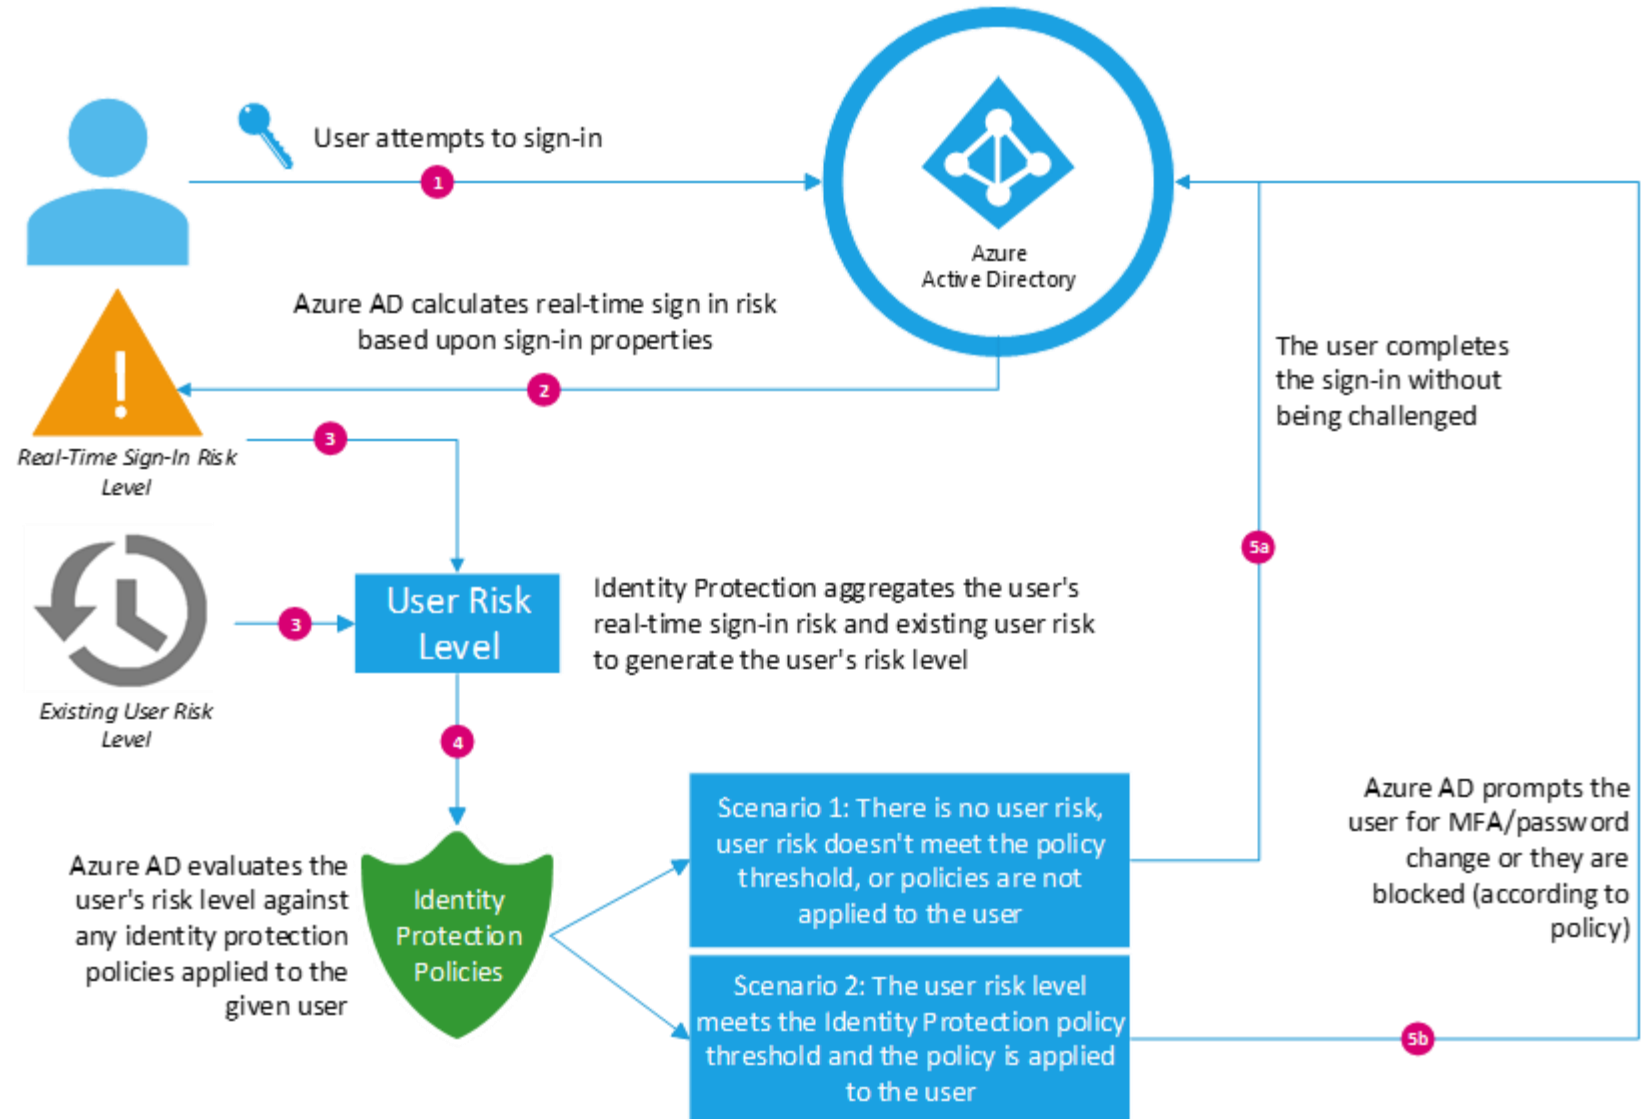 User attempts to sign-in
1
Azure
Active Directory
Azure AD calculates real-time sign in risk
based upon sign-in properties
2
The user completes
the sign-in without
being challenged
Real-Time Sign-In Risk
Level
3
5a
Identity Protection aggregates the user's
real-time sign-in risk and existing user risk
to generate the user's risk level
User Risk
Level
3
Existing User Risk
Level
4
Azure AD evaluates the
user's risk level against
any identity protection
policies applied to the
given user
Identity
Protection
Policies
Scenario 1: There is no user risk,
user risk doesn't meet the policy
threshold, or policies are not
applied to the user
Azure AD prompts the
user for MFA/password
change or they are
blocked (according to
policy)
Scenario 2: The user risk level
meets the Identity Protection policy
threshold and the policy is applied
to the user
5b